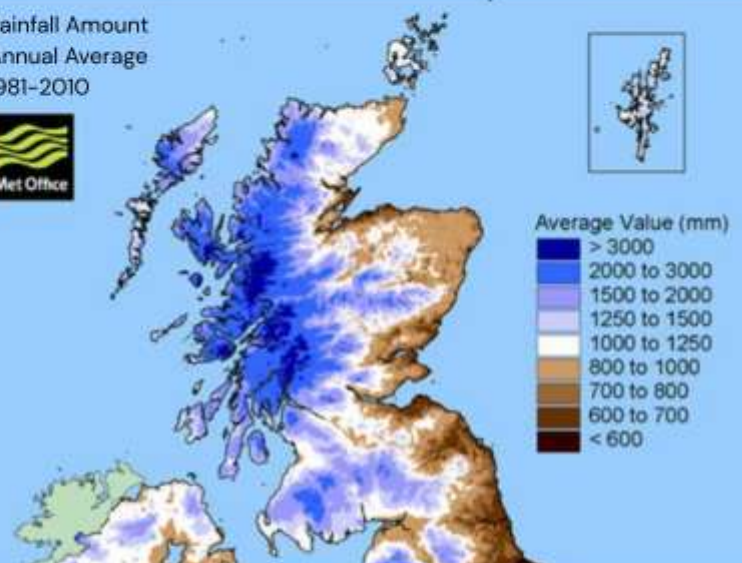 ainfall Amount
nnual Average
981-2010
Met Office
Average Value (mm)
> 3000
2000 to 3000
1500 to 2000
1250 to 1500
1000 to 1250
800 to 1000
700 to 800
600 to 700
< 600